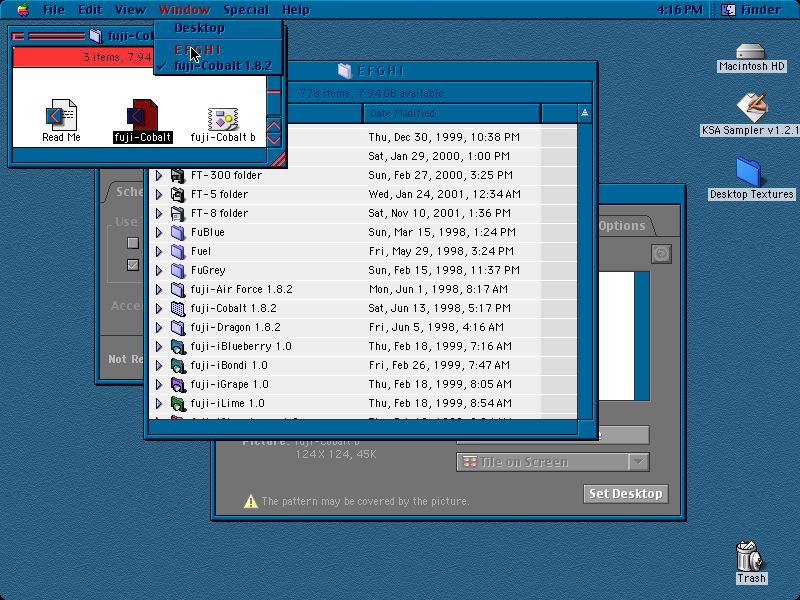 File Edit View Window Special Help 4:16 PM Finder
Desktop
E F G H I
fuji-Cobalt 1.8.2
fuji-Co
3 items, 7.94
Read Me
fuji-Cobalt
fuji-Cobalt b
E F G H I
778 items, 7.94 GB available
Date Modified
Thu, Dec 30, 1999, 10:38 PM
Sat, Jan 29, 2000, 1:00 PM
FT-300 folder Sun, Feb 27, 2000, 3:25 PM
FT-5 folder Wed, Jan 24, 2001, 12:34 AM
FT-8 folder Sat, Nov 10, 2001, 1:36 PM
FuBlue Sun, Mar 15, 1998, 1:24 PM
Fuel Fri, May 29, 1998, 3:24 PM
FuGrey Sun, Feb 15, 1998, 11:37 PM
fuji-Air Force 1.8.2 Mon, Jun 1, 1998, 8:17 AM
fuji-Cobalt 1.8.2 Sat, Jun 13, 1998, 5:17 PM
fuji-Dragon 1.8.2 Fri, Jun 5, 1998, 4:16 AM
fuji-iBlueberry 1.0 Thu, Feb 18, 1999, 7:16 AM
fuji-iBondi 1.0 Fri, Feb 26, 1999, 7:47 AM
fuji-iGrape 1.0 Thu, Feb 18, 1999, 8:05 AM
fuji-iLime 1.0 Thu, Feb 18, 1999, 8:54 AM
Sche
Use
Acce
Not Re
Options
Picture: fuji-Cobalt b
124 X 124, 45K
Tile on Screen
The pattern may be covered by the picture.
Set Desktop
Macintosh HD
KSA Sampler v1.2.1
Desktop Textures
Trash